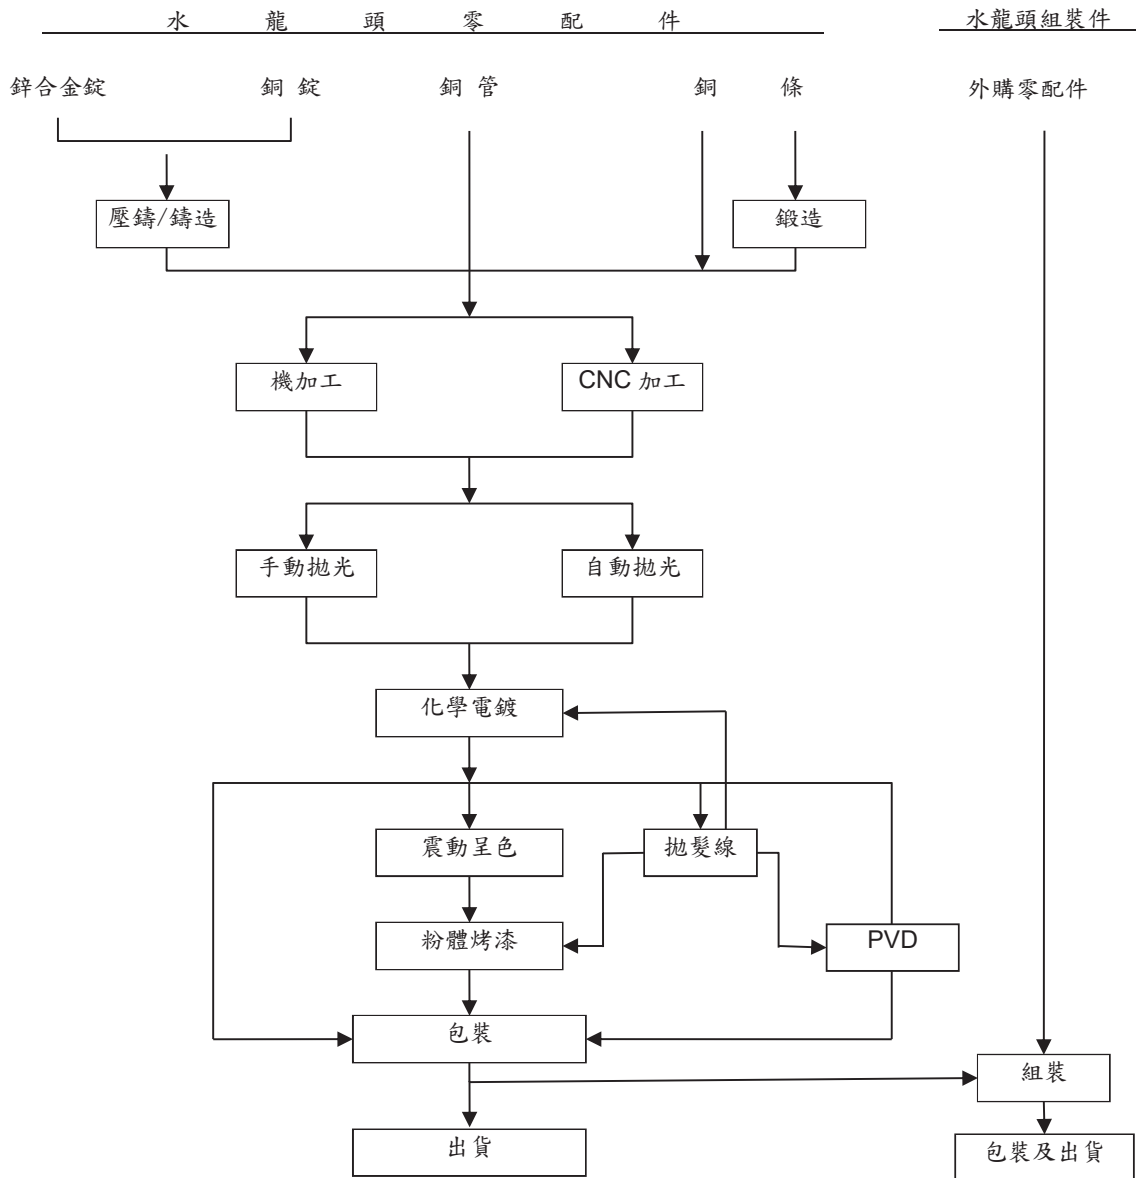 水龍頭零配件
水龍頭組裝件
鋅合金錠
銅錠
銅管
銅條
外購零配件
壓鑄/鑄造
鍛造
機加工
CNC 加工
手動拋光
自動拋光
化學電鍍
震動呈色
拋髮線
粉體烤漆
PVD
包裝
組裝
出貨
包裝及出貨